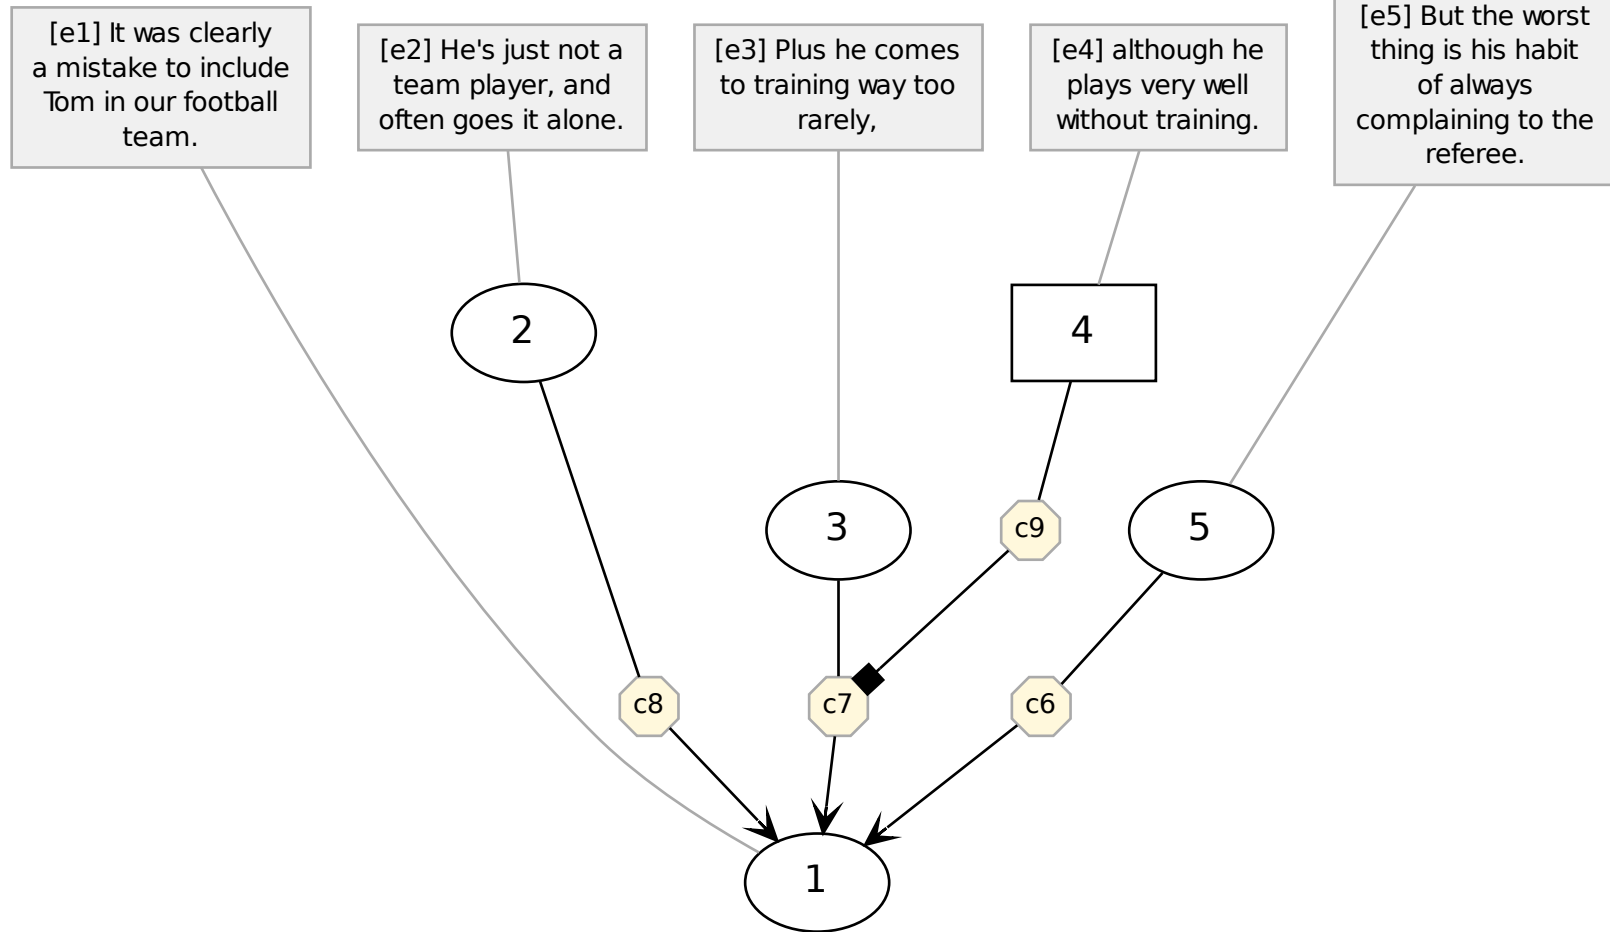 [e1] It was clearly
a mistake to include
Tom in our football
team.
[e2] He's just not a
team player, and
often goes it alone.
[e3] Plus he comes
to training way too
rarely,
[e4] although he
plays very well
without training.
[e5] But the worst
thing is his habit
of always
complaining to the
referee.
2
4
3
c9
5
c8
c7
c6
1